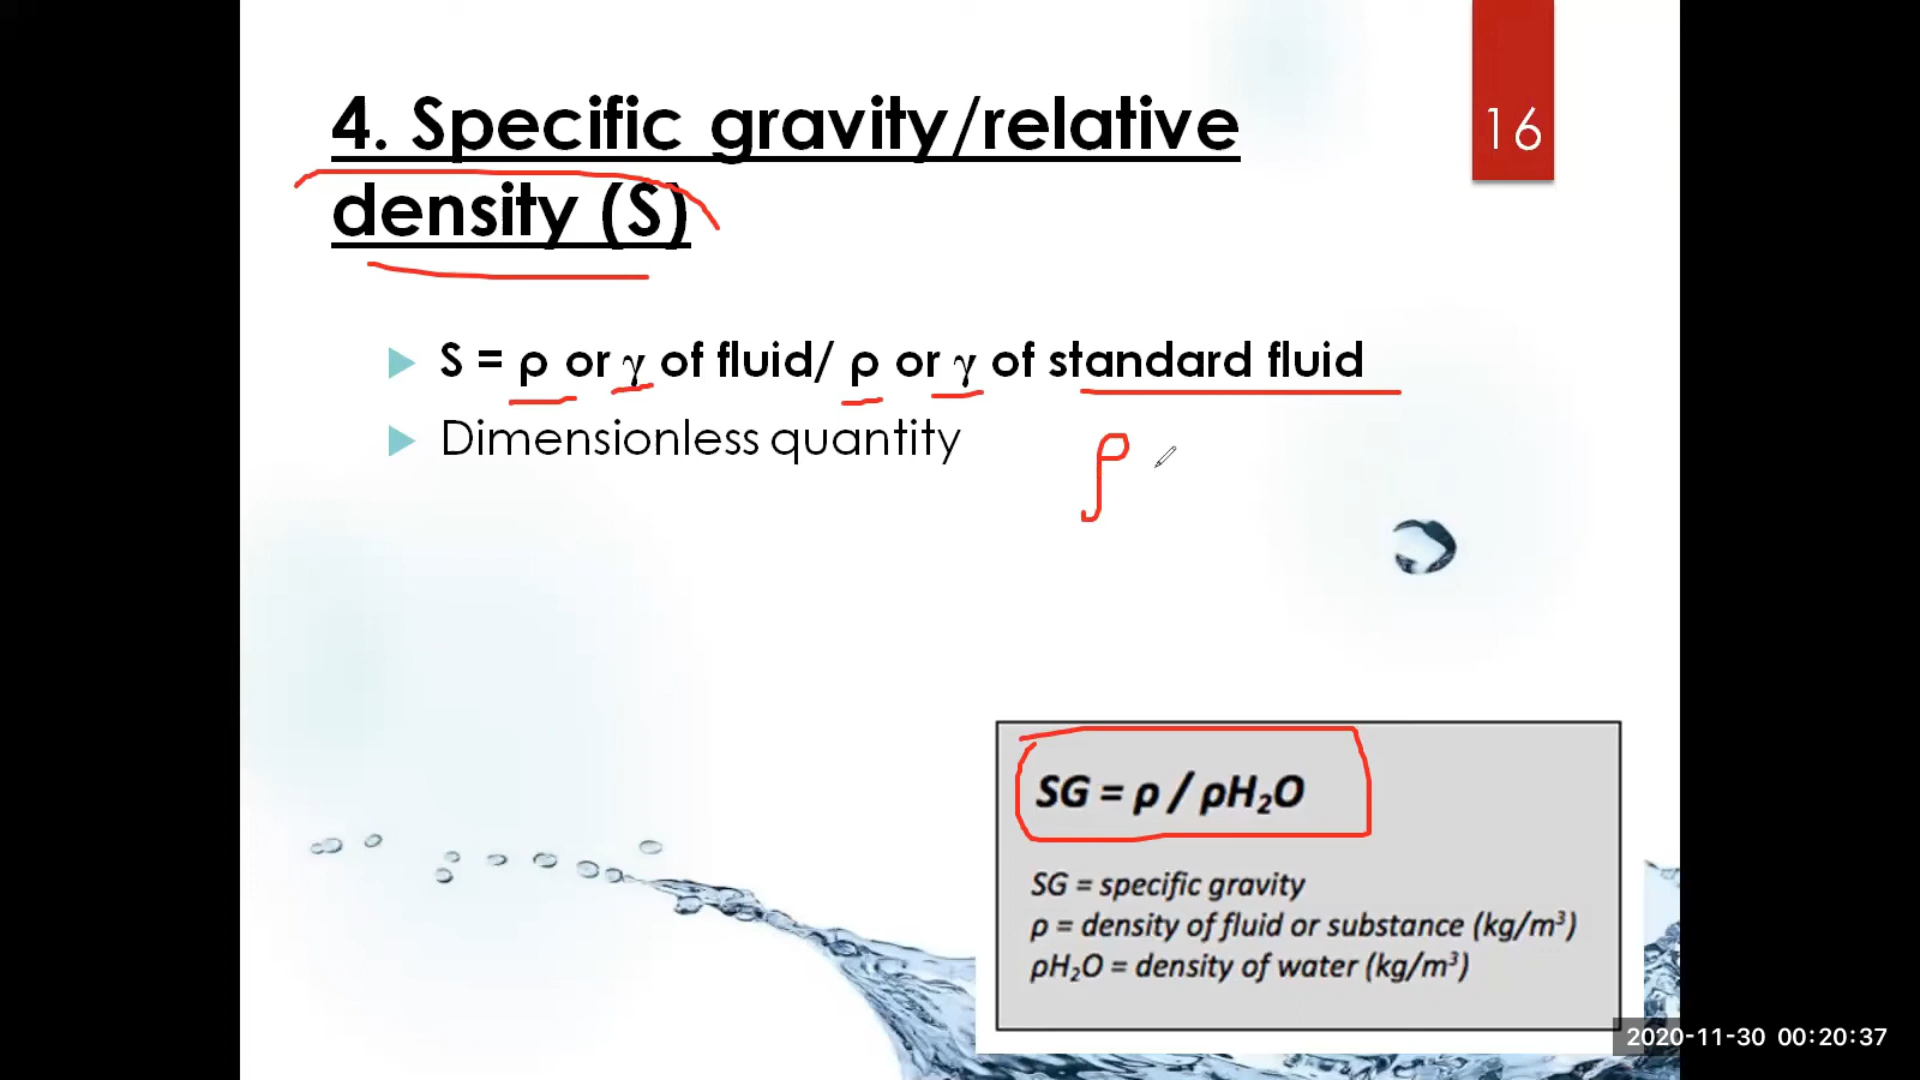 4. Specific gravity/relative
density (S)
16
S = ρ or γ of fluid/ ρ or γ of standard fluid
Dimensionless quantity
ρ
SG = ρ / ρH₂O
SG = specific gravity
ρ = density of fluid or substance (kg/m³)
ρH₂O = density of water (kg/m³)
2020-11-30 00:20:37